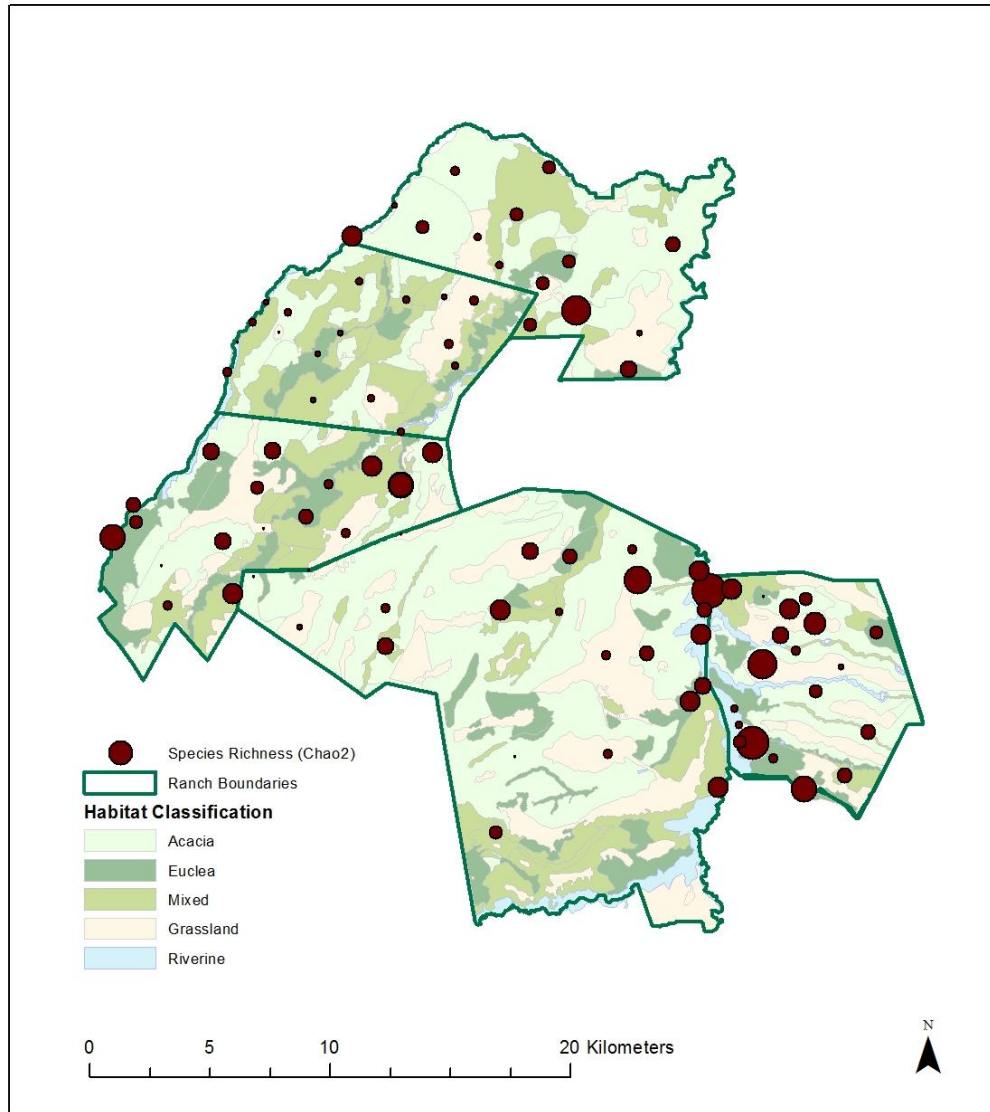 Species Richness (Chao2)
Ranch Boundaries
Habitat Classification
Acacia
Euclea
Mixed
Grassland
Riverine
0 5 10 20 Kilometers
N